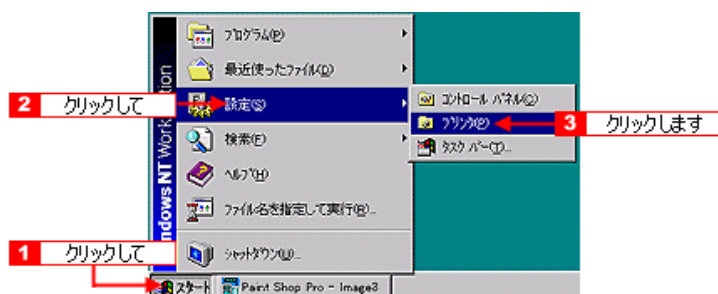 プログラム(P)
最近使ったファイル(D)
2 クリックして
設定(S)
コントロール パネル(C)
プリンタ(P)
3 クリックします
検索(F)
タスク バー(T)...
ヘルプ(H)
ファイル名を指定して実行(R)...
1 クリックして
シャットダウン(U)...
ndows NT Workstation
スタート
Paint Shop Pro - Image3